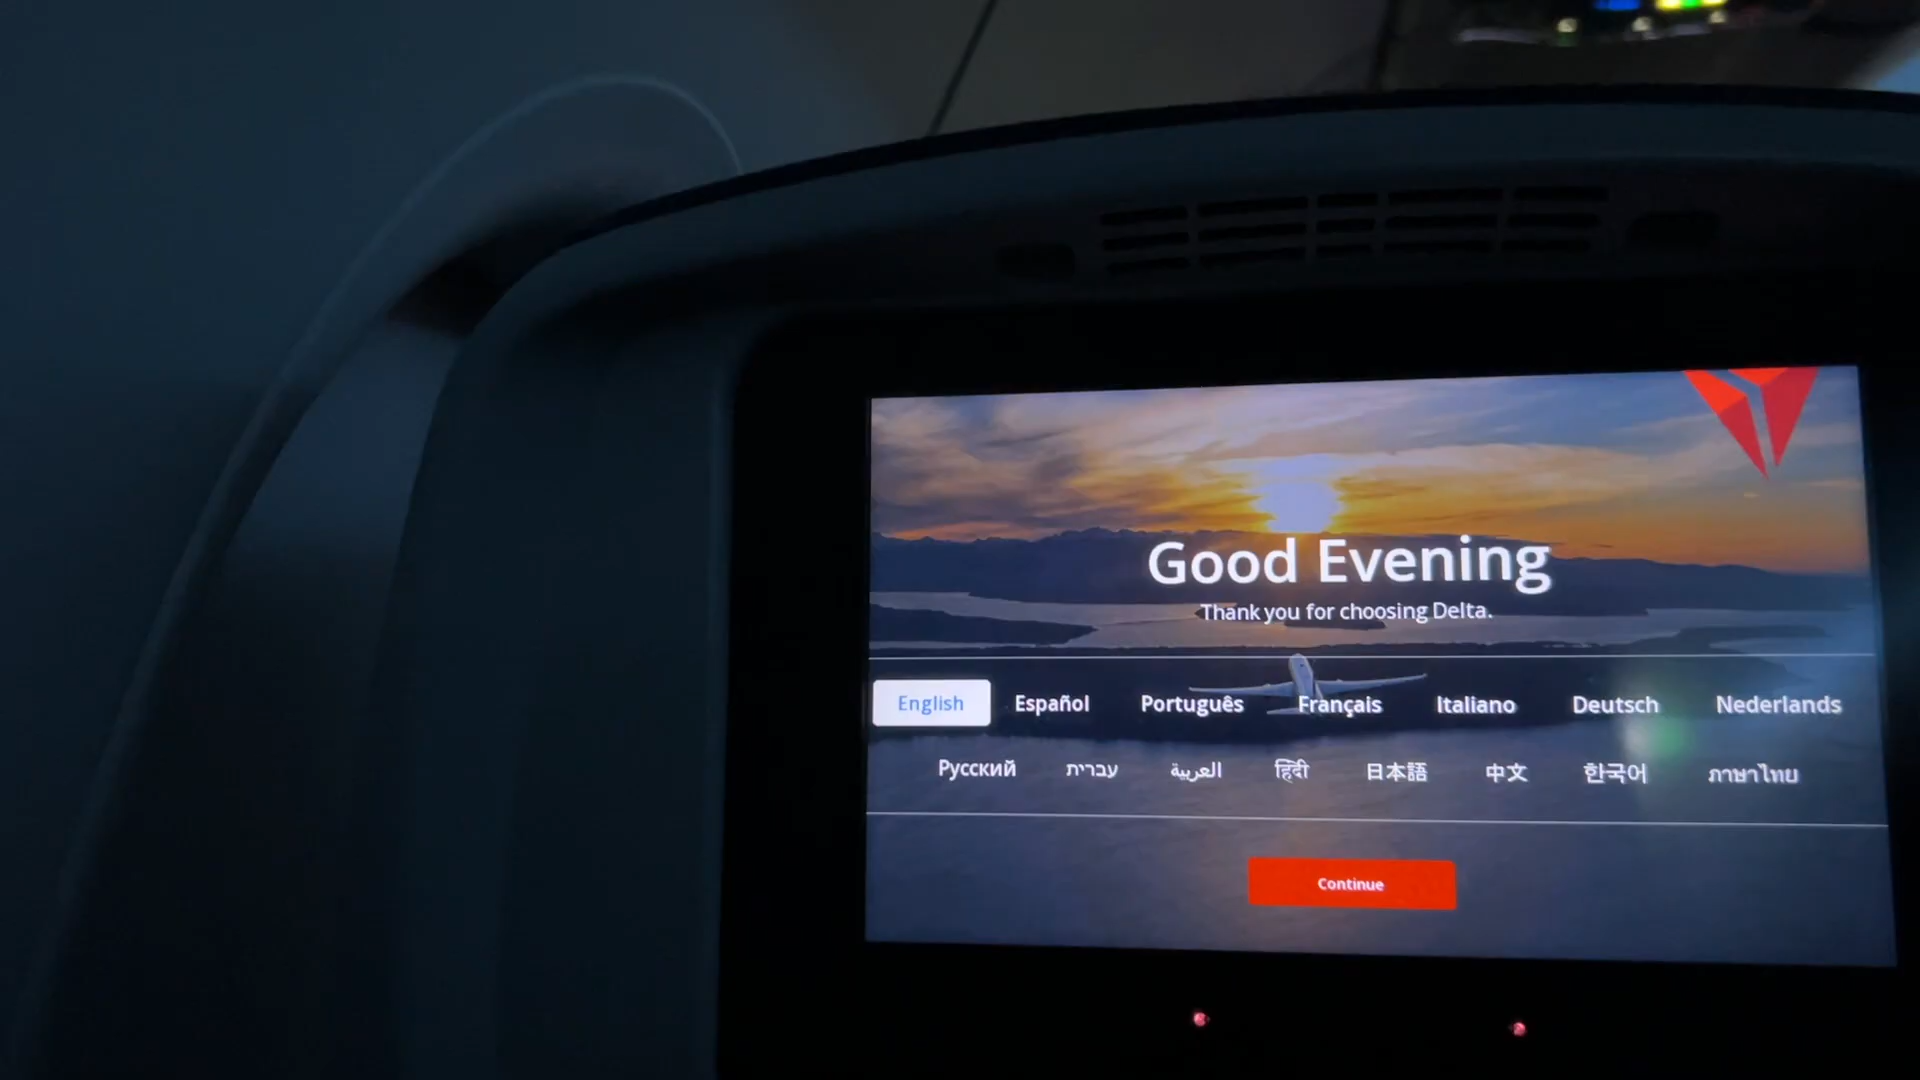 Good Evening
Thank you for choosing Delta.
English Español Português Français Italiano Deutsch Nederlands
Русский עברית العربية हिंदी 日本語 中文 한국어 ภาษาไทย
Continue